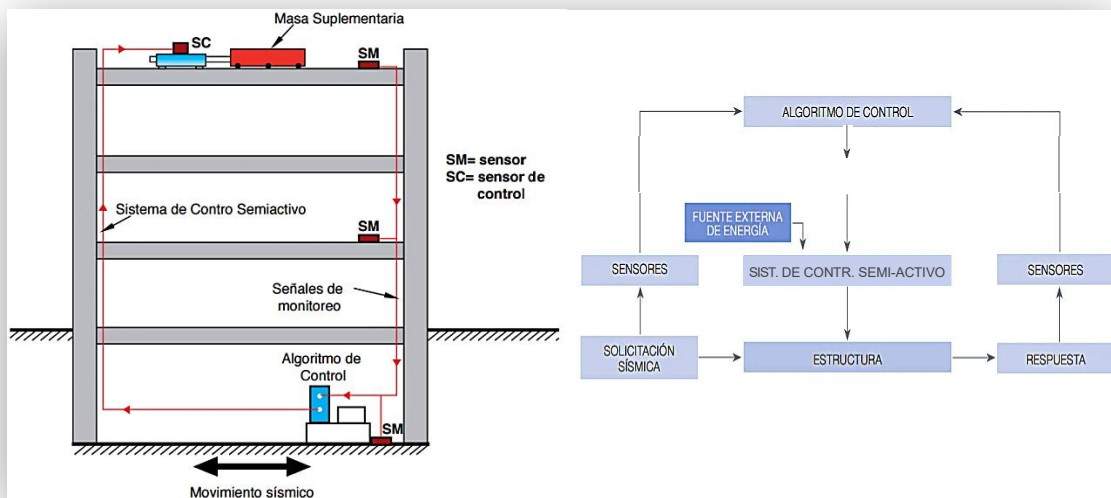 Masa Suplementaria
SC
SM
SM= sensor
SC= sensor de
control
Sistema de Contro Semiactivo
SM
Señales de
monitoreo
Algoritmo de
Control
SM
Movimiento sísmico
ALGORITMO DE CONTROL
FUENTE EXTERNA
DE ENERGÍA
SENSORES
SIST. DE CONTR. SEMI-ACTIVO
SENSORES
SOLICITACIÓN
SÍSMICA
ESTRUCTURA
RESPUESTA